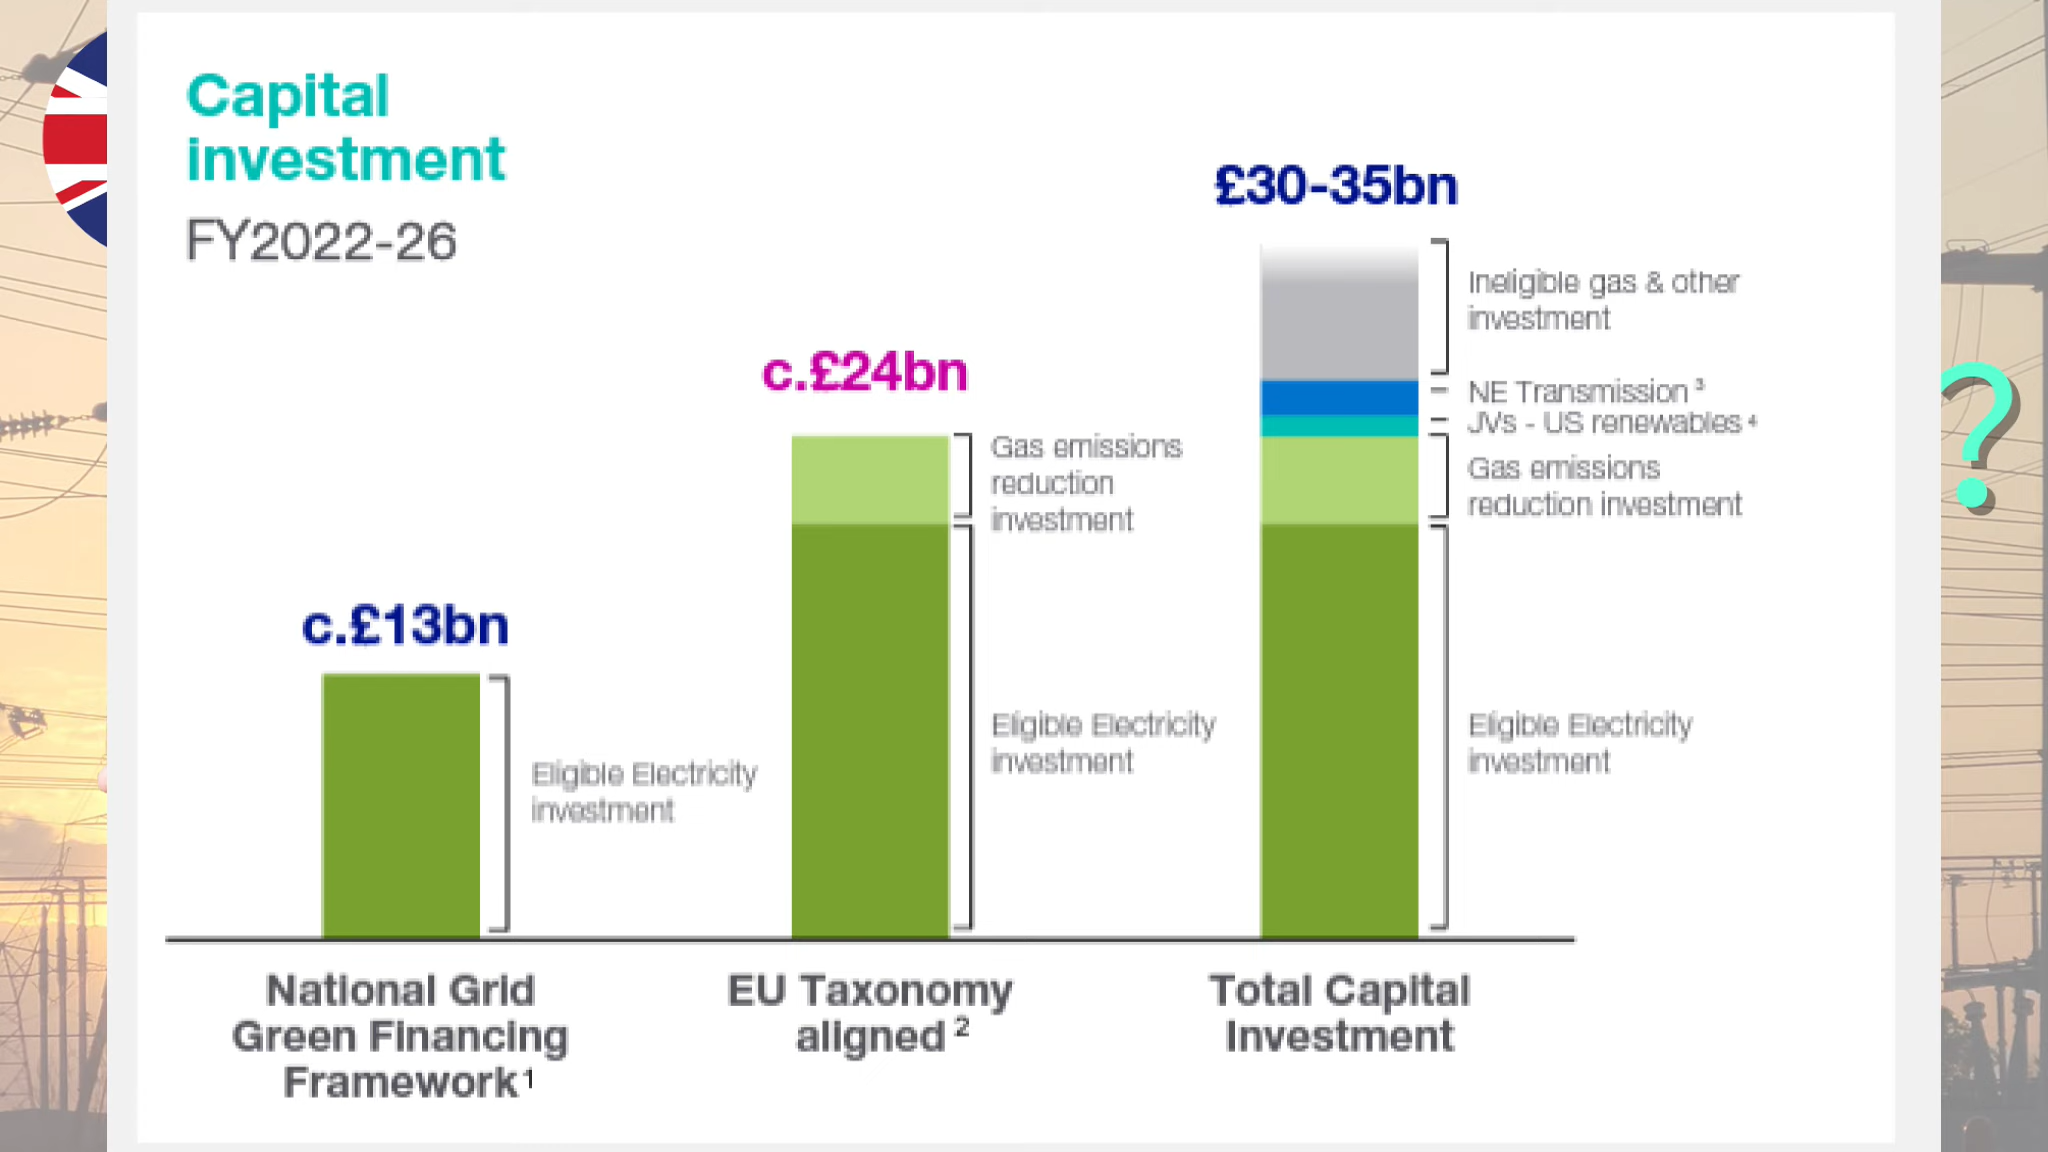 Capital
investment
FY2022-26
c.£13bn
Eligible Electricity
investment
National Grid
Green Financing
Framework 1
c.£24bn
Gas emissions
reduction
investment
Eligible Electricity
investment
EU Taxonomy
aligned 2
£30-35bn
Ineligible gas & other
investment
NE Transmission 3
JVs - US renewables 4
Gas emissions
reduction investment
Eligible Electricity
investment
Total Capital
Investment
?